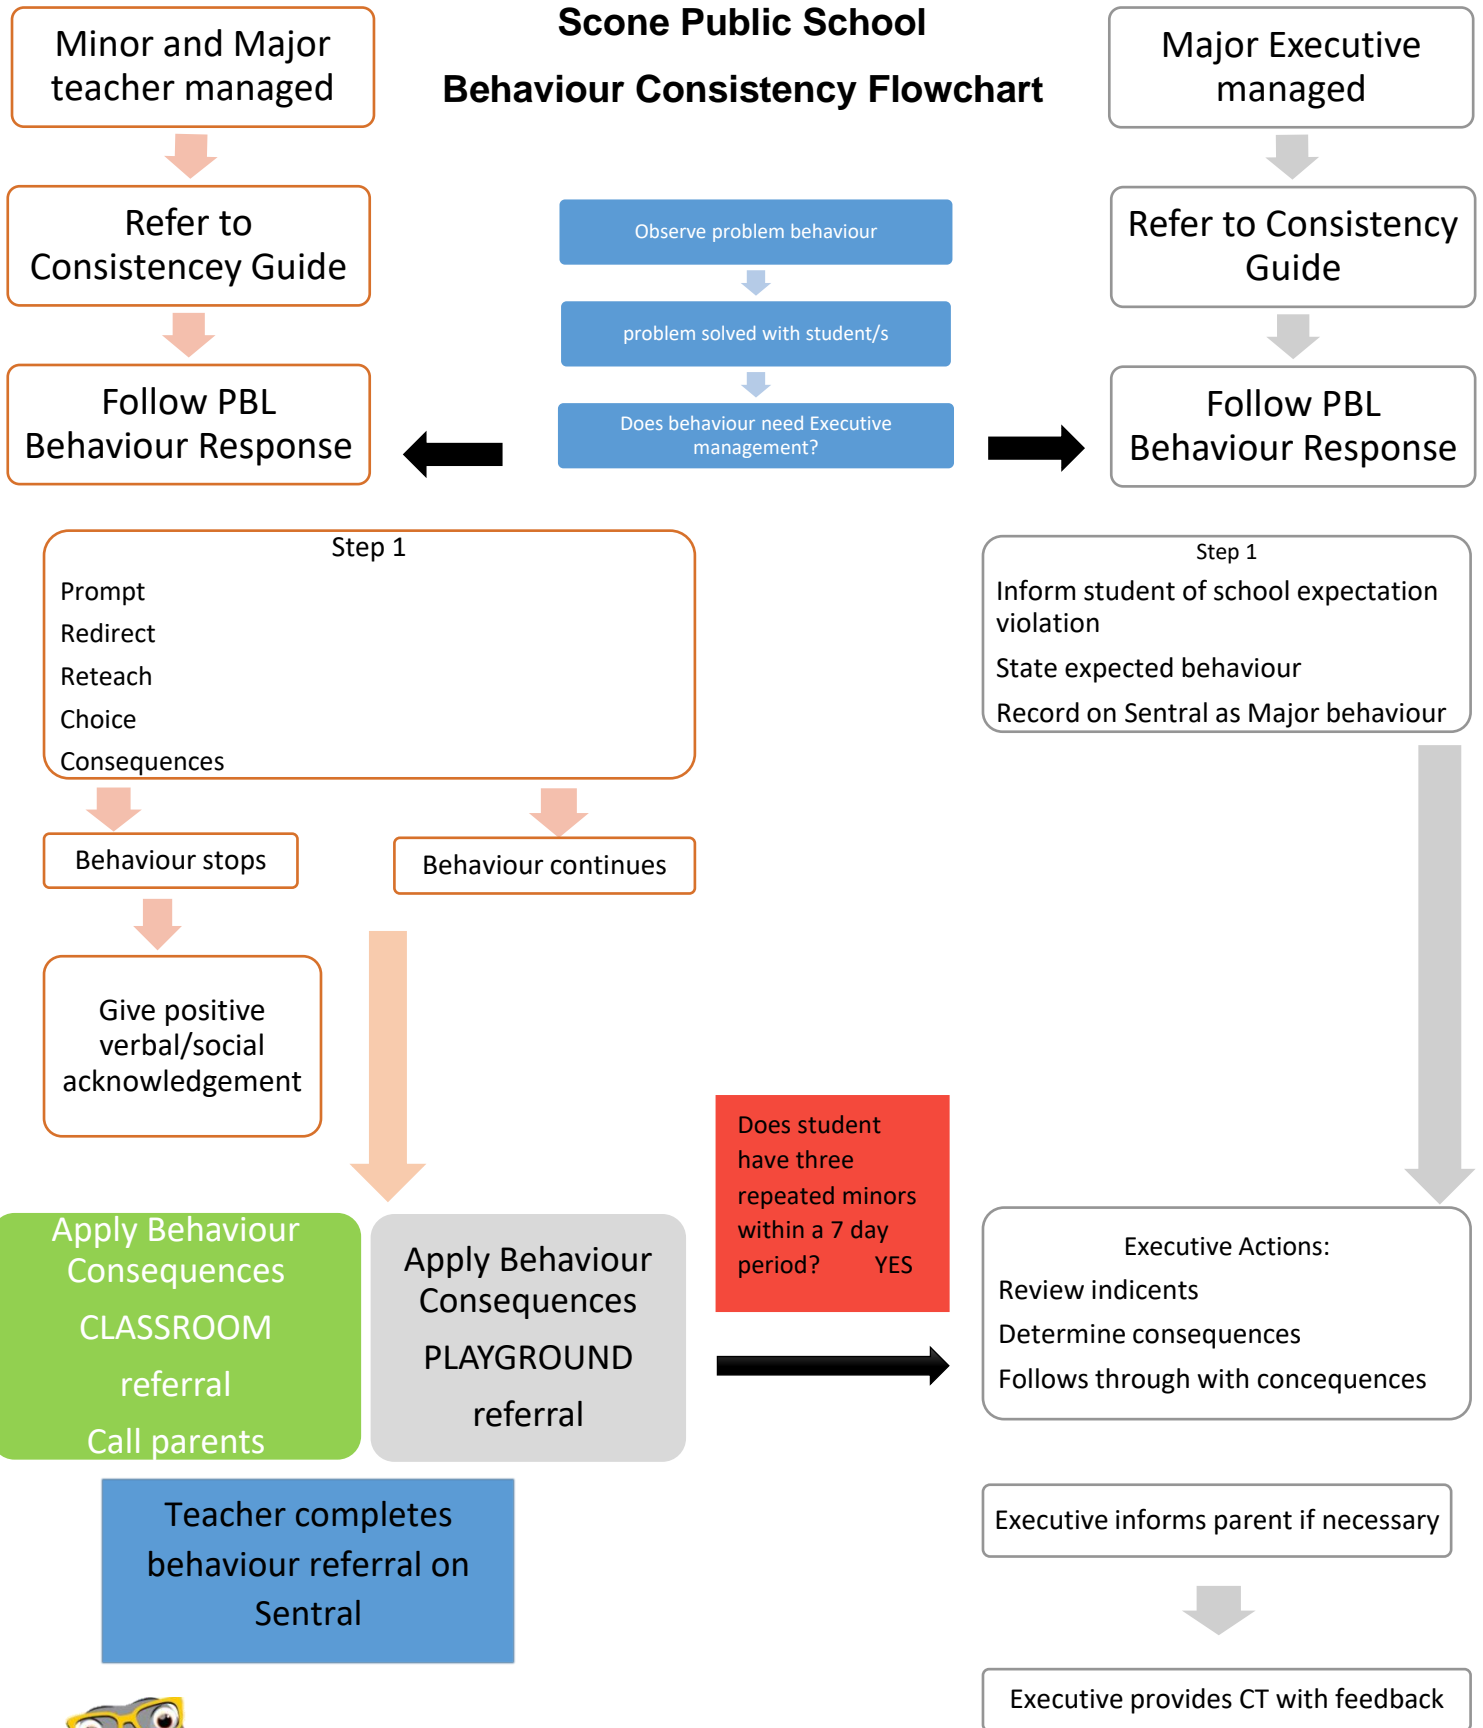 Scone Public School
Behaviour Consistency Flowchart
Minor and Major
teacher managed
Refer to
Consistencey Guide
Follow PBL
Behaviour Response
Observe problem behaviour
problem solved with student/s
Does behaviour need Executive
management?
Major Executive
managed
Refer to Consistency
Guide
Follow PBL
Behaviour Response
Step 1
Prompt
Redirect
Reteach
Choice
Consequences
Behaviour stops
Behaviour continues
Give positive
verbal/social
acknowledgement
Apply Behaviour
Consequences
CLASSROOM
referral
Call parents
Apply Behaviour
Consequences
PLAYGROUND
referral
Teacher completes
behaviour referral on
Sentral
Does student
have three
repeated minors
within a 7 day
period? YES
Step 1
Inform student of school expectation
violation
State expected behaviour
Record on Sentral as Major behaviour
Executive Actions:
Review indicents
Determine consequences
Follows through with concequences
Executive informs parent if necessary
Executive provides CT with feedback